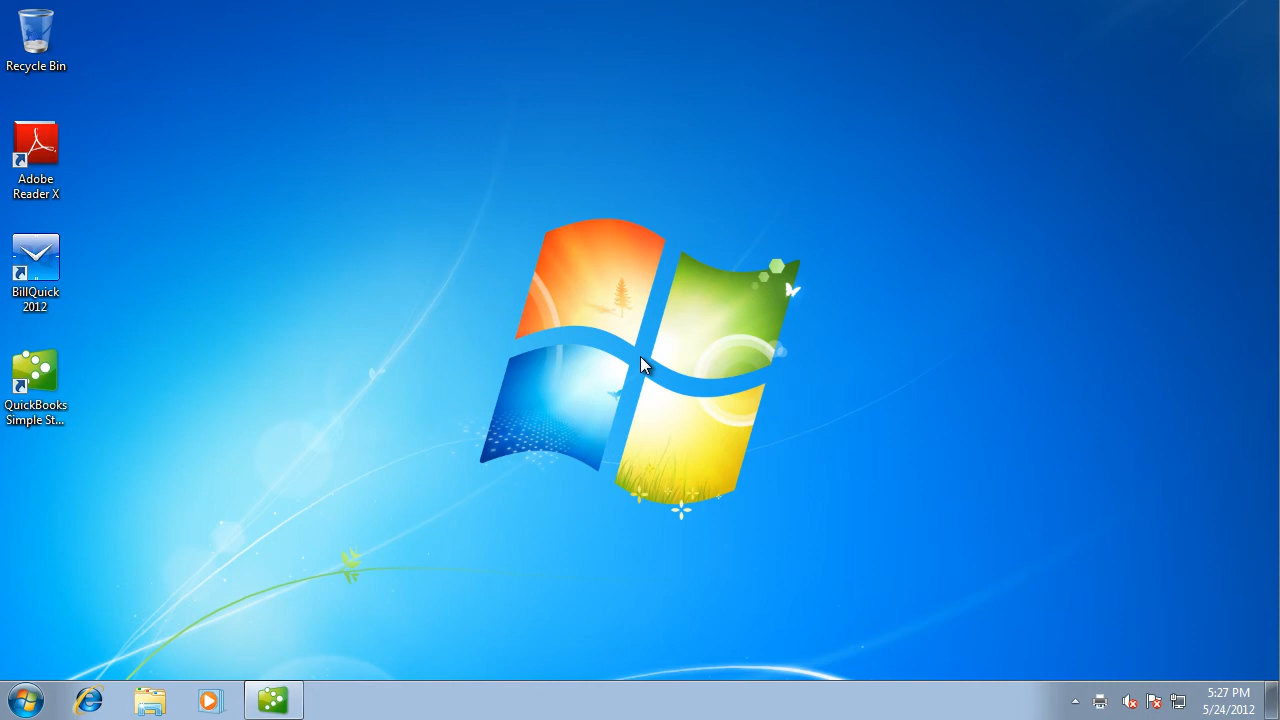 Recycle Bin
Adobe
Reader X
BillQuick
2012
QuickBooks
Simple St...
5:27 PM
5/24/2012